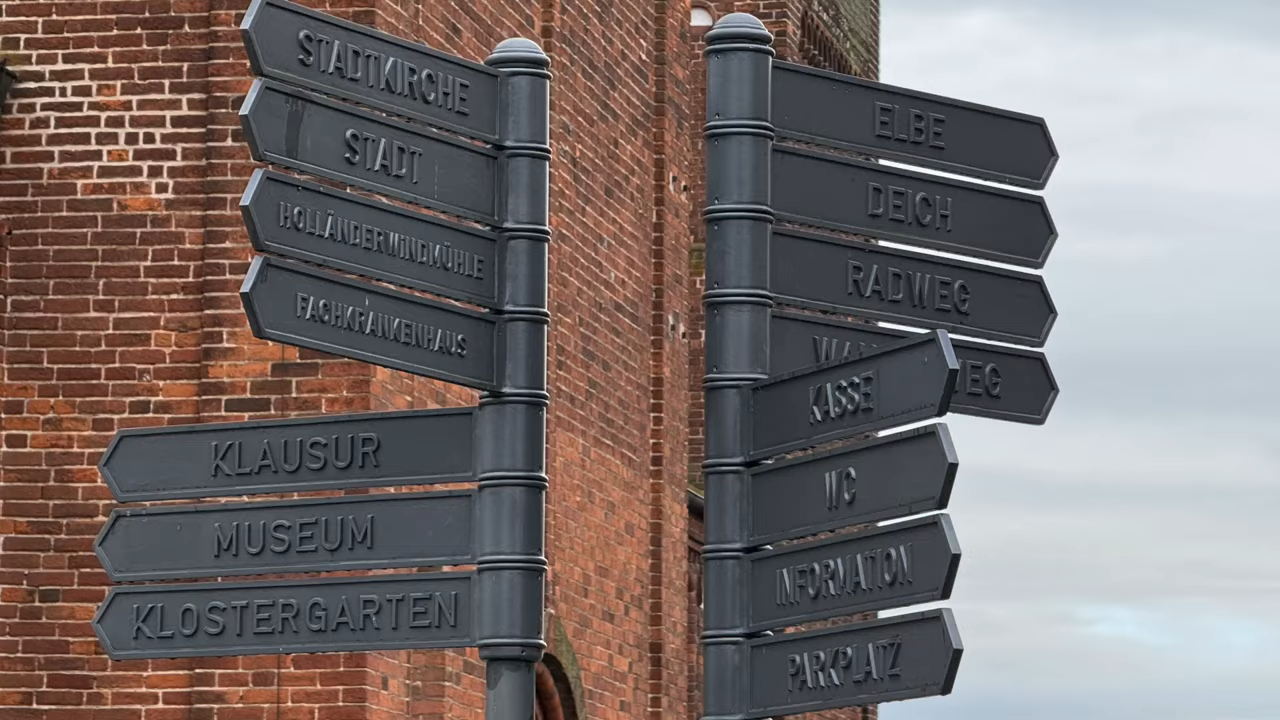 STADTKIRCHE
STADT
HOLLÄNDERWINDMÜHLE
FACHKRANKENHAUS
KLAUSUR
MUSEUM
KLOSTERGARTEN
ELBE
DEICH
RADWEG
KASSE
WC
INFORMATION
PARKPLATZ